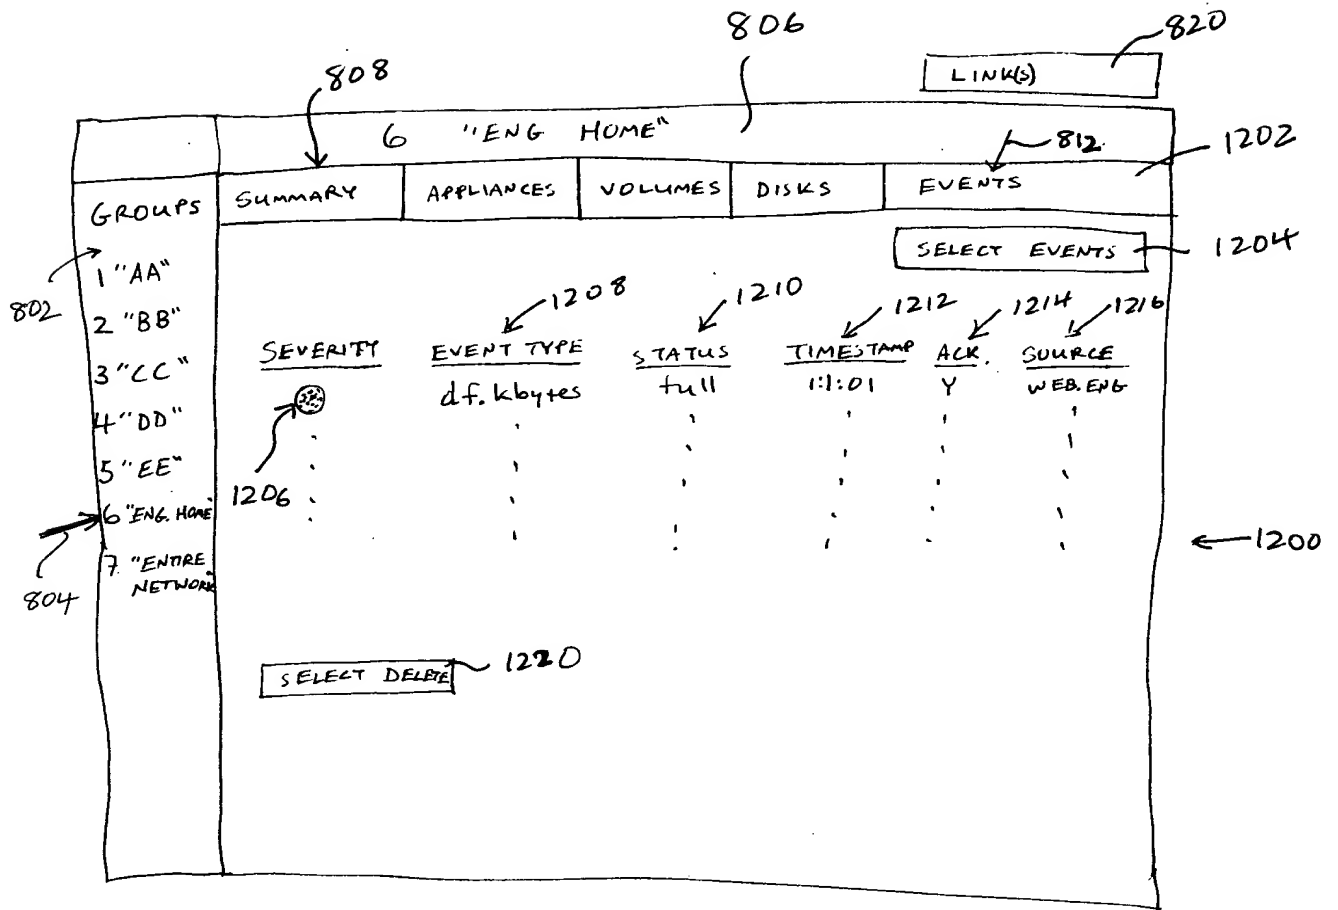 806
820
LINK(S)
808
6 "ENG HOME"
812
1202
GROUPS
SUMMARY
APPLIANCES
VOLUMES
DISKS
EVENTS
SELECT EVENTS
1204
802
1 "AA"
2 "BB"
3 "CC"
4 "DD"
5 "EE"
6 "ENG. HOME"
7. "ENTIRE
NETWORK"
804
1208
1210
1212
1214
1216
SEVERITY
EVENT TYPE
STATUS
TIMESTAMP
ACK.
SOURCE
df.kbytes
full
1:1:01
Y
WEB.ENG
1206
1200
SELECT DELETE
1220